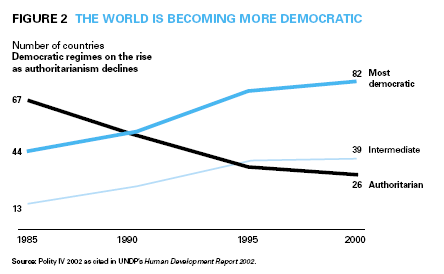 FIGURE 2 THE WORLD IS BECOMING MORE DEMOCRATIC
Number of countries
Democratic regimes on the rise
as authoritarianism declines
82 Most
democratic
67
44
39 Intermediate
26 Authoritarian
13
1985 1990 1995 2000
Source: Polity IV 2002 as cited in UNDP's Human Development Report 2002.